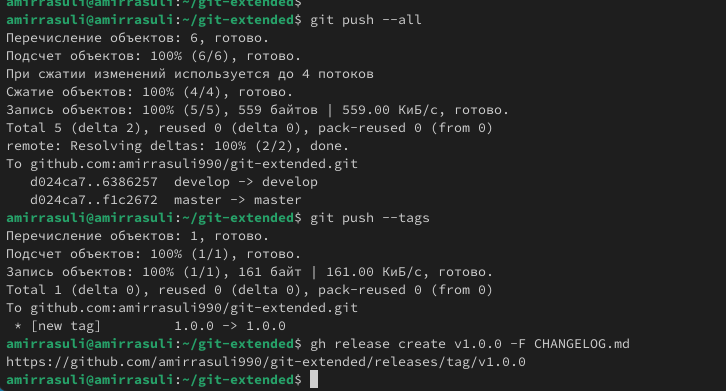 amirrasuli@amirrasuli:~/git-extended$
amirrasuli@amirrasuli:~/git-extended$ git push --all
Перечисление объектов: 6, готово.
Подсчет объектов: 100% (6/6), готово.
При сжатии изменений используется до 4 потоков
Сжатие объектов: 100% (4/4), готово.
Запись объектов: 100% (5/5), 559 байтов | 559.00 КиБ/с, готово.
Total 5 (delta 2), reused 0 (delta 0), pack-reused 0 (from 0)
remote: Resolving deltas: 100% (2/2), done.
To github.com:amirrasuli990/git-extended.git
   d024ca7..6386257  develop -> develop
   d024ca7..f1c2672  master -> master
amirrasuli@amirrasuli:~/git-extended$ git push --tags
Перечисление объектов: 1, готово.
Подсчет объектов: 100% (1/1), готово.
Запись объектов: 100% (1/1), 161 байт | 161.00 КиБ/с, готово.
Total 1 (delta 0), reused 0 (delta 0), pack-reused 0 (from 0)
To github.com:amirrasuli990/git-extended.git
 * [new tag]         1.0.0 -> 1.0.0
amirrasuli@amirrasuli:~/git-extended$ gh release create v1.0.0 -F CHANGELOG.md
https://github.com/amirrasuli990/git-extended/releases/tag/v1.0.0
amirrasuli@amirrasuli:~/git-extended$